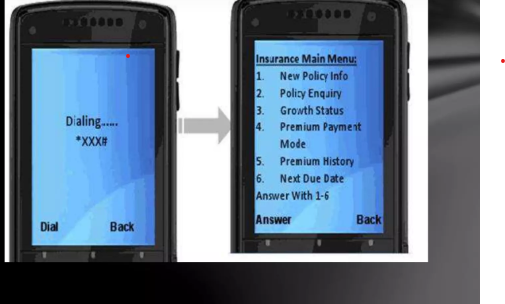 Dialing......
*XXX#
Dial Back
Insurance Main Menu:
1. New Policy Info
2. Policy Enquiry
3. Growth Status
4. Premium Payment
Mode
5. Premium History
6. Next Due Date
Answer With 1-6
Answer Back